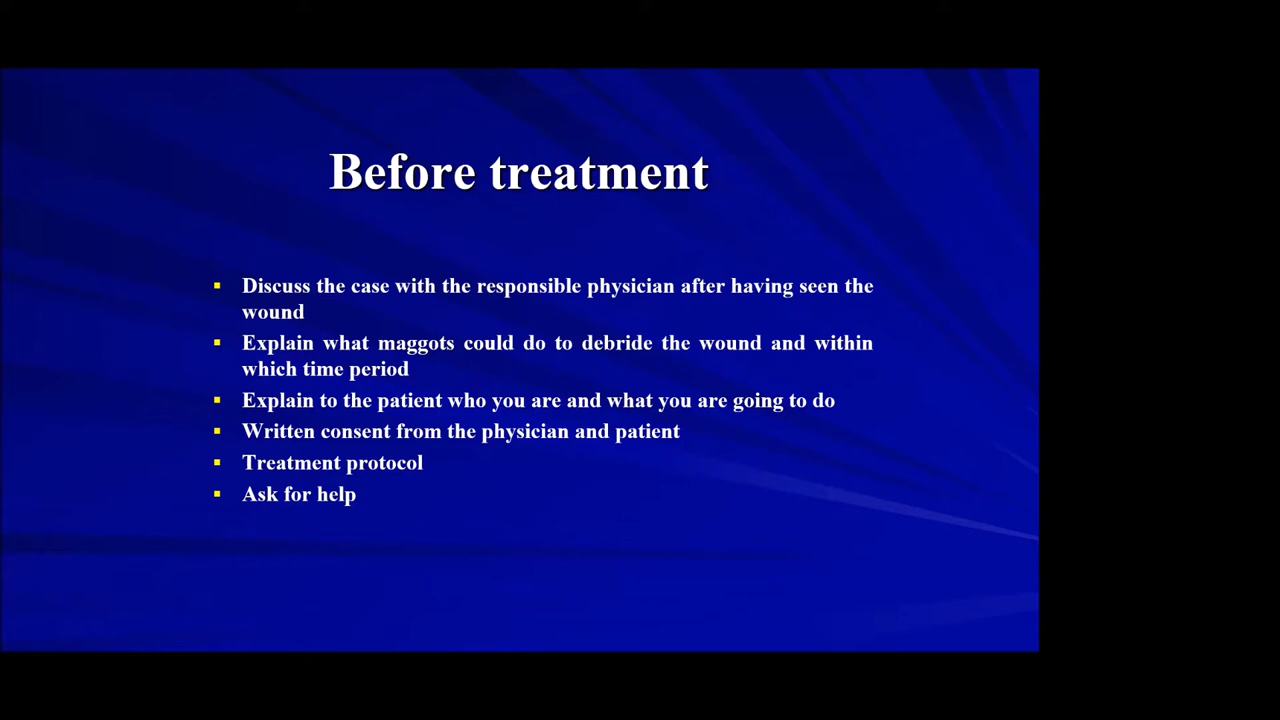 Before treatment
Discuss the case with the responsible physician after having seen the
wound
Explain what maggots could do to debride the wound and within
which time period
Explain to the patient who you are and what you are going to do
Written consent from the physician and patient
Treatment protocol
Ask for help